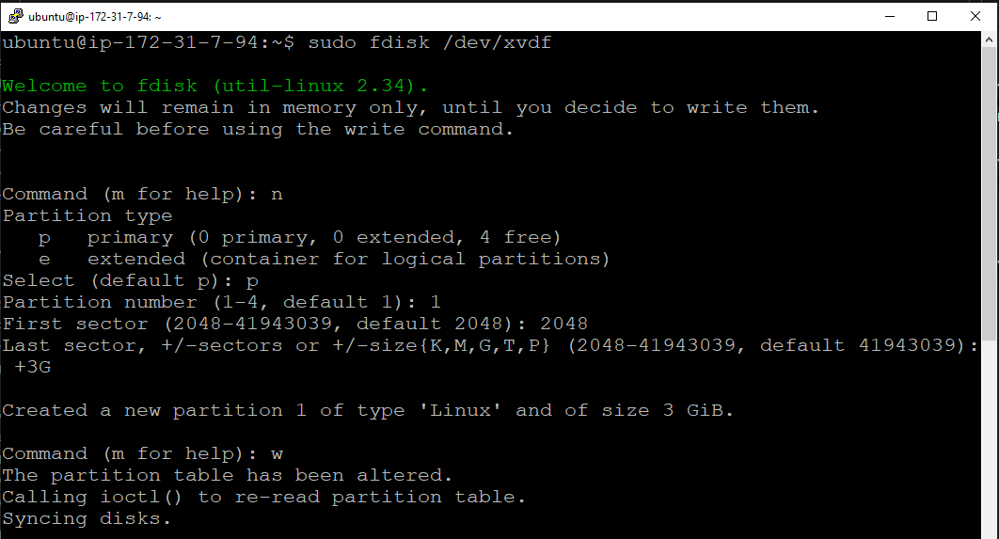 ubuntu@ip-172-31-7-94: ~
ubuntu@ip-172-31-7-94:~$ sudo fdisk /dev/xvdf
Welcome to fdisk (util-linux 2.34).
Changes will remain in memory only, until you decide to write them.
Be careful before using the write command.
Command (m for help): n
Partition type
   p   primary (0 primary, 0 extended, 4 free)
   e   extended (container for logical partitions)
Select (default p): p
Partition number (1-4, default 1): 1
First sector (2048-41943039, default 2048): 2048
Last sector, +/-sectors or +/-size{K,M,G,T,P} (2048-41943039, default 41943039):
 +3G
Created a new partition 1 of type 'Linux' and of size 3 GiB.
Command (m for help): w
The partition table has been altered.
Calling ioctl() to re-read partition table.
Syncing disks.